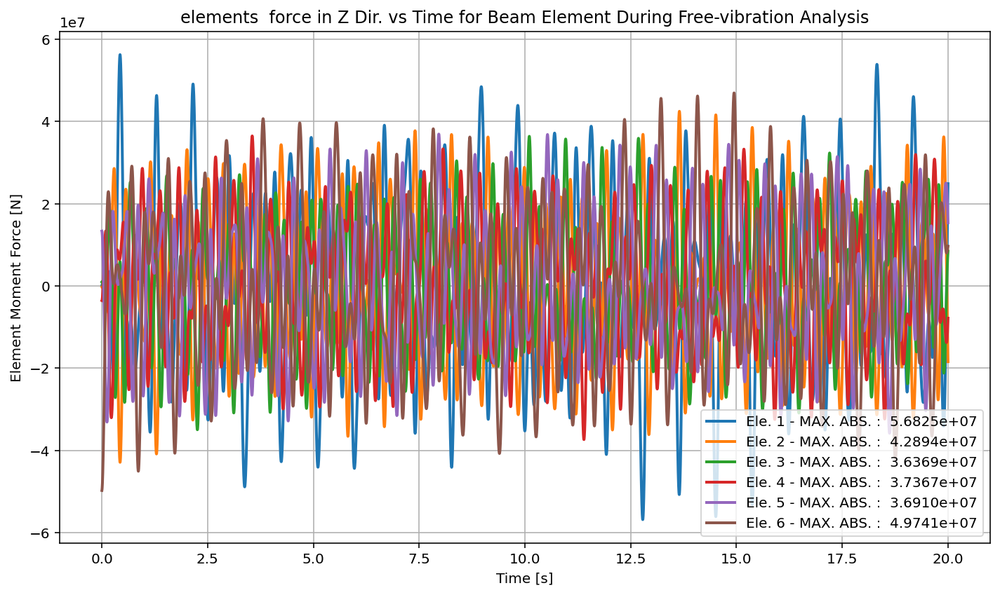 elements  force in Z Dir. vs Time for Beam Element During Free-vibration Analysis
1e7
6
4
2
0
−2
−4
−6
Element Moment Force [N]
Ele. 1 - MAX. ABS. :  5.6825e+07
Ele. 2 - MAX. ABS. :  4.2894e+07
Ele. 3 - MAX. ABS. :  3.6369e+07
Ele. 4 - MAX. ABS. :  3.7367e+07
Ele. 5 - MAX. ABS. :  3.6910e+07
Ele. 6 - MAX. ABS. :  4.9741e+07
0.0 2.5 5.0 7.5 10.0 12.5 15.0 17.5 20.0
Time [s]